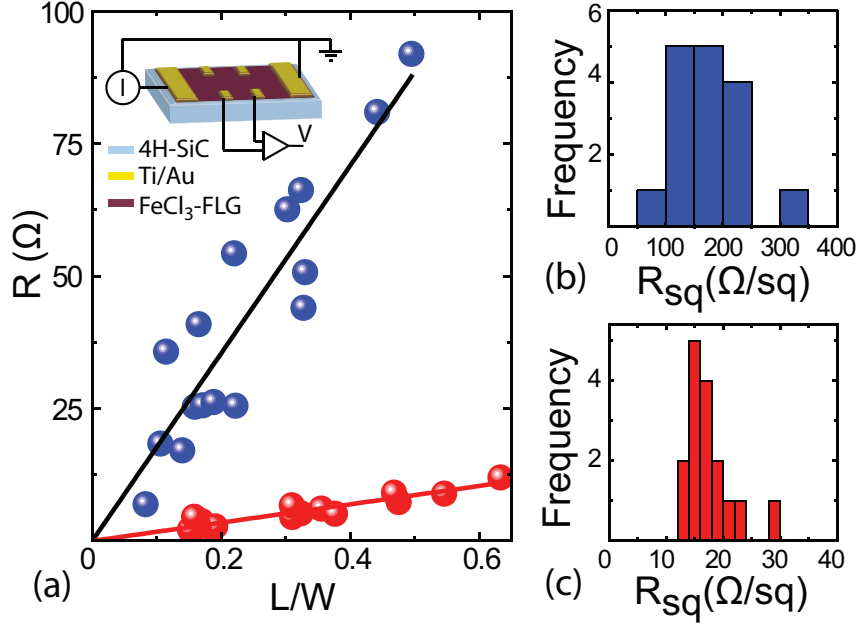 100
75
50
25
R (Ω)
I
V
4H-SiC
Ti/Au
FeCl₃-FLG
0
0.2
0.4
0.6
L/W
(a)
6
4
2
Frequency
0
100
200
300
400
R_sq(Ω/sq)
(b)
4
2
Frequency
0
10
20
30
40
R_sq(Ω/sq)
(c)